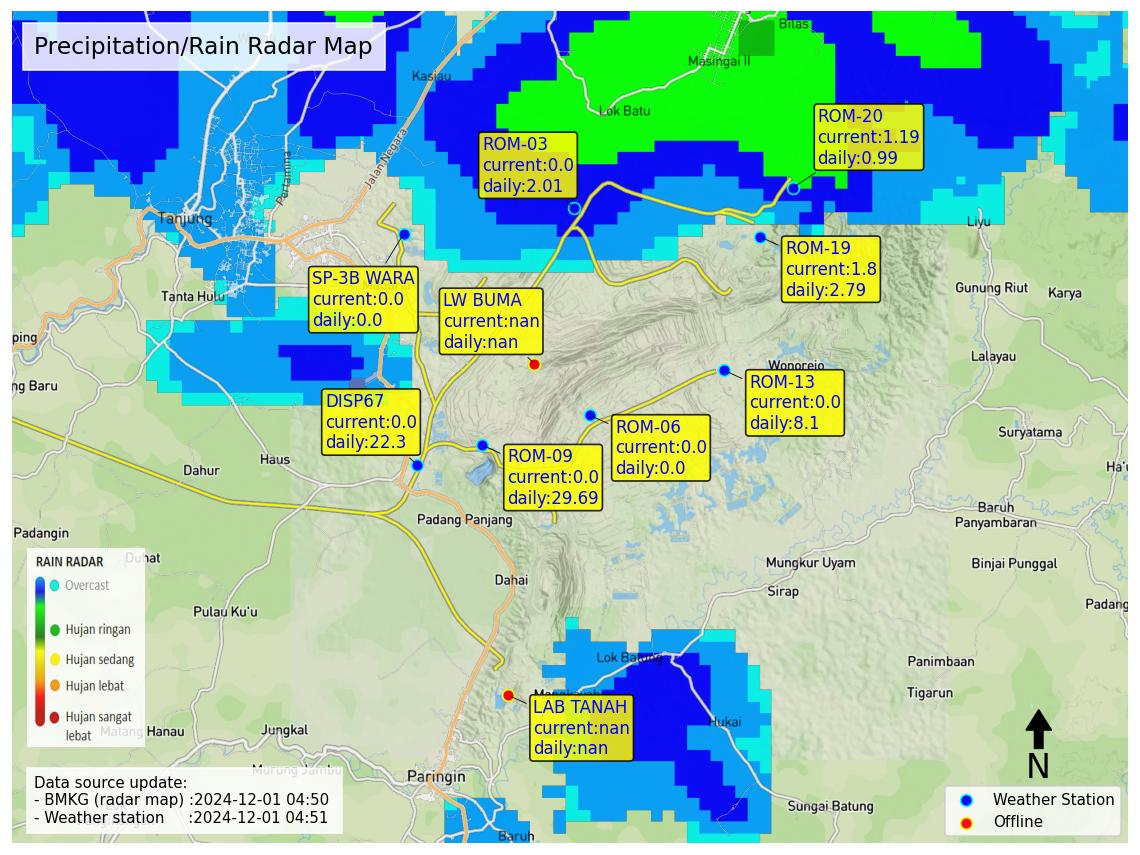 Bilas
Precipitation/Rain Radar Map
Masingai II
Kasiau
Lok Batu
ROM-20
current:1.19
daily:0.99
ROM-03
current:0.0
daily:2.01
Jalan Negara
Pertamina
Tanjung
Liyu
ROM-19
current:1.8
daily:2.79
SP-3B WARA
current:0.0
daily:0.0
Tanta Hulu
LW BUMA
current:nan
daily:nan
Gunung Riut
Karya
ping
Lalayau
Wonorejo
ng Baru
ROM-13
current:0.0
daily:8.1
DISP67
current:0.0
daily:22.3
ROM-06
current:0.0
daily:0.0
Suryatama
ROM-09
current:0.0
daily:29.69
Haus
Dahur
Ha'u
Baruh
Panyambaran
Padang Panjang
Padangin
Duhat
RAIN RADAR
Overcast
Hujan ringan
Hujan sedang
Hujan lebat
Hujan sangat
lebat
Mungkur Uyam
Binjai Punggal
Dahai
Sirap
Padang
Pulau Ku'u
Lok Batung
Panimbaan
Tigarun
LAB TANAH
current:nan
daily:nan
Hukai
Matang Hanau
Jungkal
Murung Jambu
Paringin
N
Data source update:
- BMKG (radar map) :2024-12-01 04:50
- Weather station :2024-12-01 04:51
Weather Station
Offline
Sungai Batung
Baruh